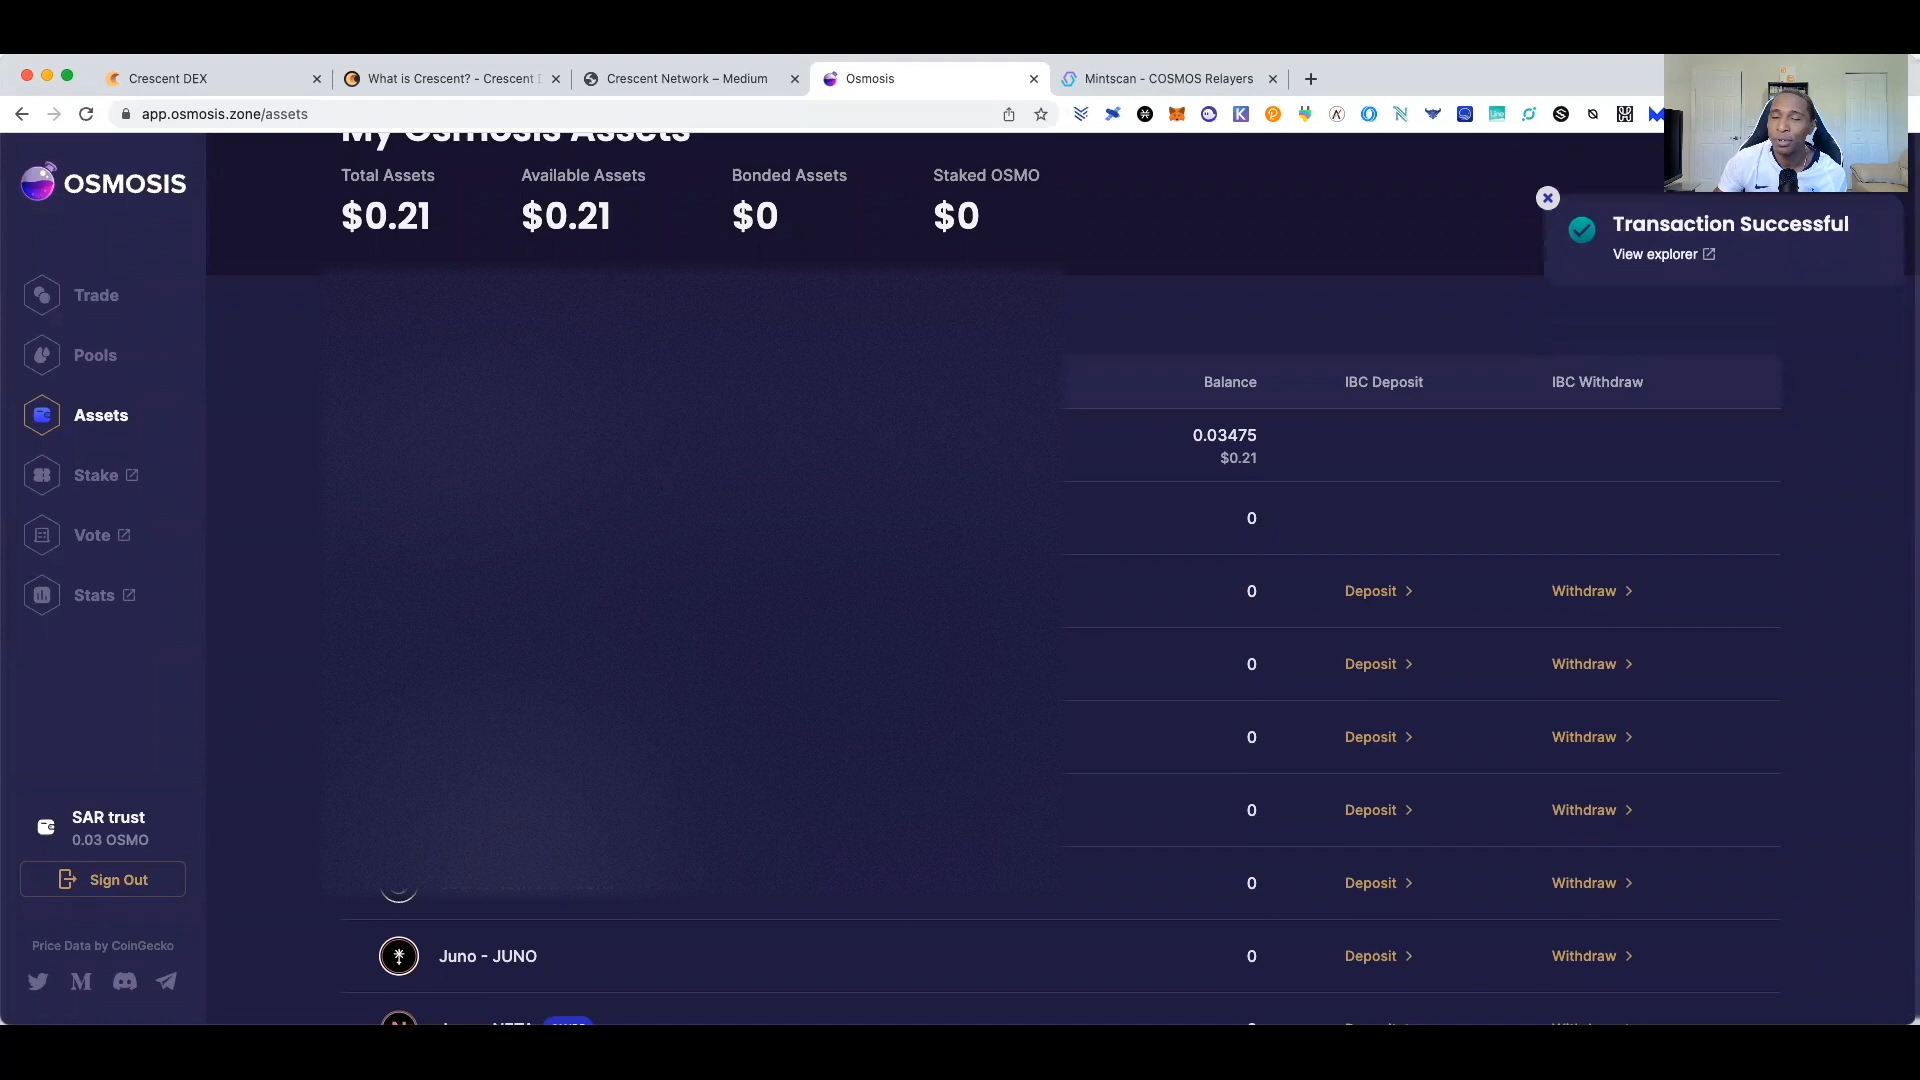 Crescent DEX
What is Crescent? - Crescent
Crescent Network – Medium
Osmosis
Mintscan - COSMOS Relayers
app.osmosis.zone/assets
My Osmosis Assets
OSMOSIS
Total Assets
Available Assets
Bonded Assets
Staked OSMO
$0.21
$0.21
$0
$0
Transaction Successful
View explorer
Trade
Pools
Assets
Stake
Vote
Stats
Balance
IBC Deposit
IBC Withdraw
0.03475
$0.21
0
0
Deposit
Withdraw
0
Deposit
Withdraw
0
Deposit
Withdraw
0
Deposit
Withdraw
0
Deposit
Withdraw
Juno - JUNO
0
Deposit
Withdraw
SAR trust
0.03 OSMO
Sign Out
Price Data by CoinGecko